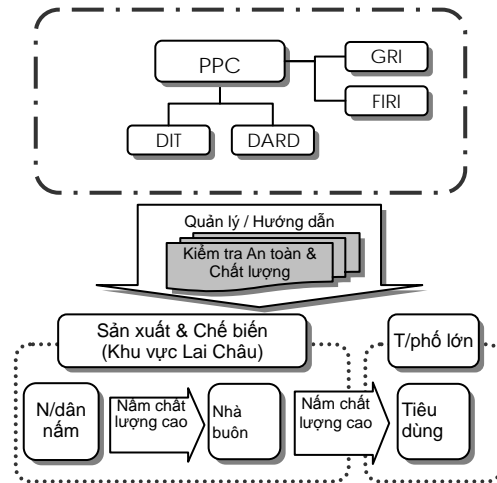 PPC
GRI
FIRI
DIT
DARD
Quản lý / Hướng dẫn
Kiểm tra An toàn &
Chất lượng
Sản xuất & Chế biến
(Khu vực Lai Châu)
T/phố lớn
N/dân
nấm
Nấm chất
lượng cao
Nhà
buôn
Nấm chất
lượng cao
Tiêu
dùng